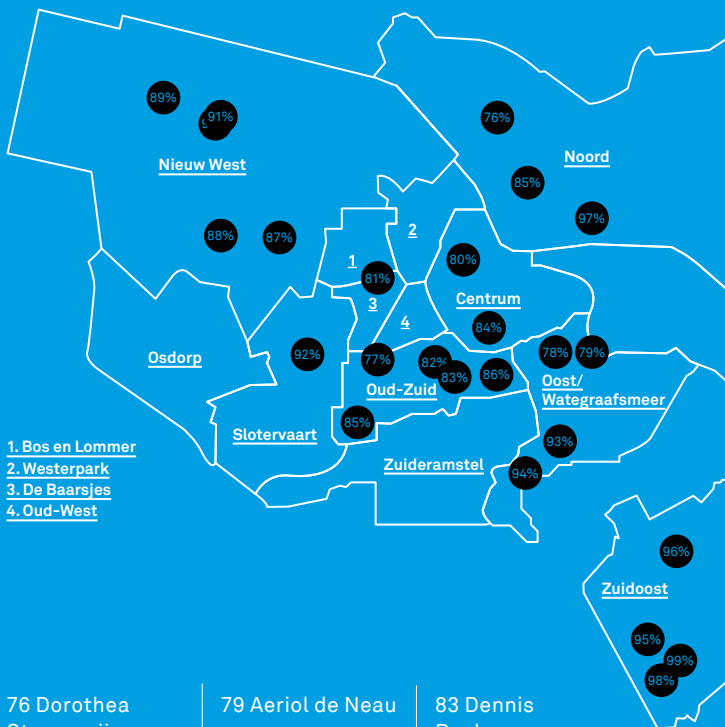 89%
91%
76%
Nieuw West
Noord
85%
97%
88%
87%
2
80%
1
81%
Centrum
3
4
84%
Osdorp
92%
77%
82%
83%
86%
78%
79%
Oud-Zuid
Oost/
Wategraafsmeer
85%
Slotervaart
93%
Zuideramstel
94%
1. Bos en Lommer
2. Westerpark
3. De Baarsjes
4. Oud-West
96%
Zuidoost
95%
99%
98%
76 Dorothea
79 Aeriol de Neau
83 Dennis